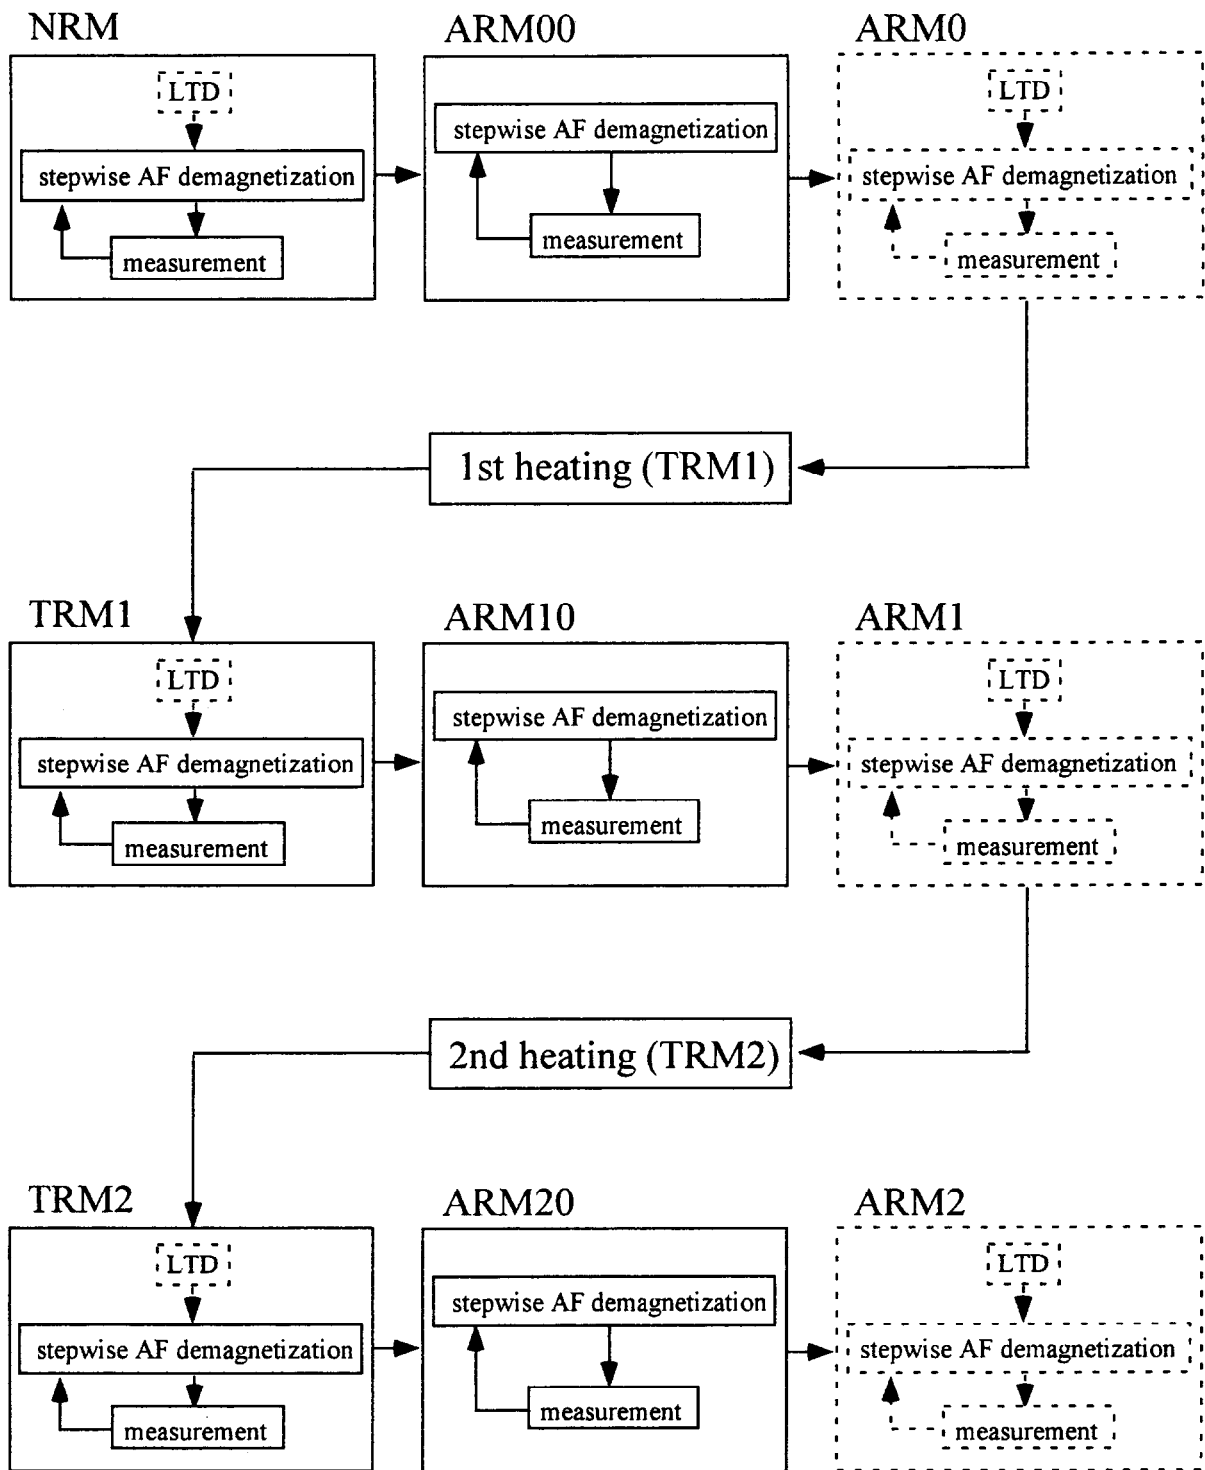 NRM
LTD
stepwise AF demagnetization
measurement
ARM00
stepwise AF demagnetization
measurement
ARM0
LTD
stepwise AF demagnetization
measurement
1st heating (TRM1)
TRM1
LTD
stepwise AF demagnetization
measurement
ARM10
stepwise AF demagnetization
measurement
ARM1
LTD
stepwise AF demagnetization
measurement
2nd heating (TRM2)
TRM2
LTD
stepwise AF demagnetization
measurement
ARM20
stepwise AF demagnetization
measurement
ARM2
LTD
stepwise AF demagnetization
measurement